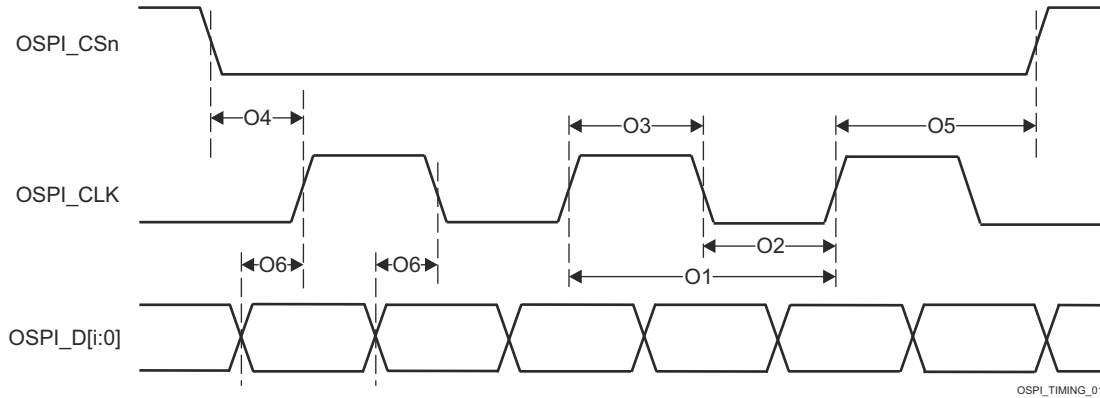 OSPI_CSn
O4
O3
O5
OSPI_CLK
O2
O6
O6
O1
OSPI_D[i:0]
OSPI_TIMING_01